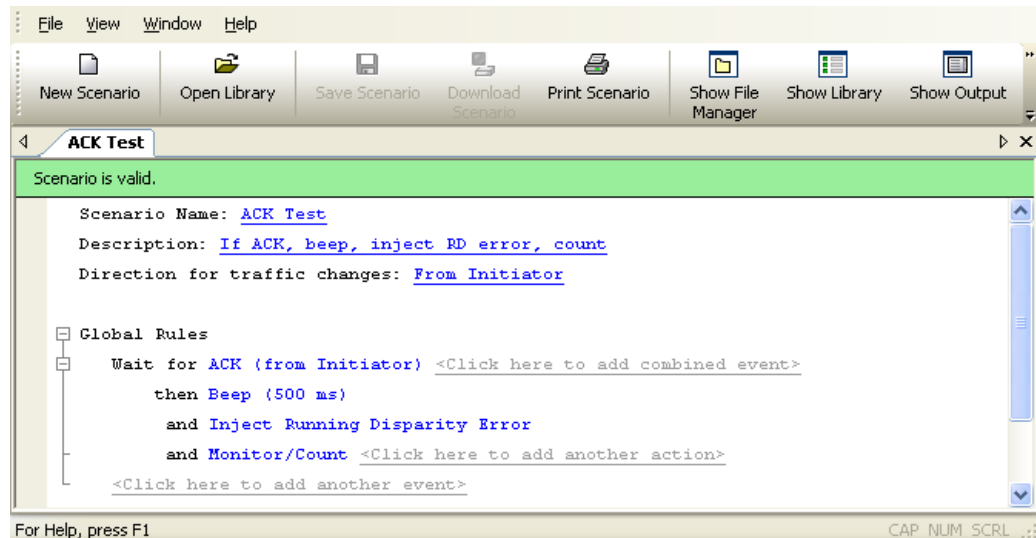 File View Window Help
New Scenario Open Library Save Scenario Download Scenario Print Scenario Show File Manager Show Library Show Output
ACK Test
Scenario is valid.
Scenario Name: ACK Test
Description: If ACK, beep, inject RD error, count
Direction for traffic changes: From Initiator
Global Rules
Wait for ACK (from Initiator) <Click here to add combined event>
then Beep (500 ms)
and Inject Running Disparity Error
and Monitor/Count <Click here to add another action>
<Click here to add another event>
For Help, press F1 CAP NUM SCRL